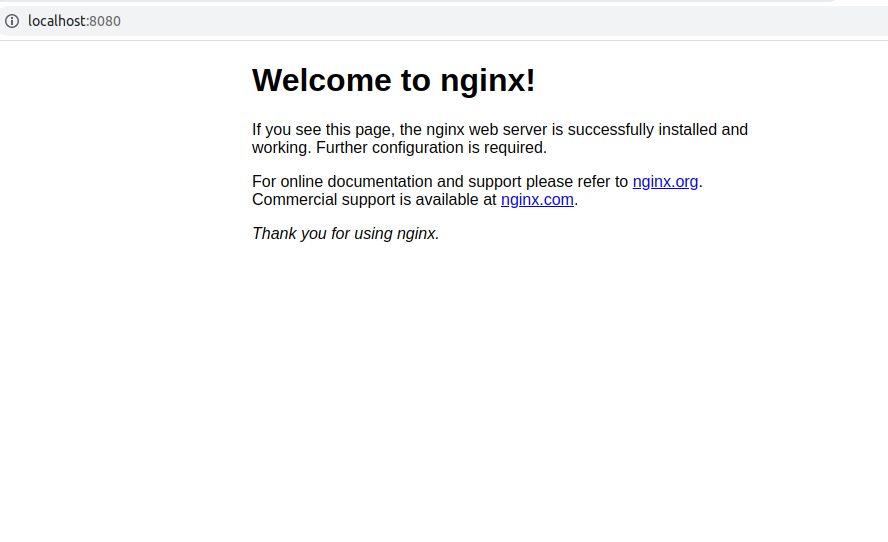 localhost:8080
Welcome to nginx!
If you see this page, the nginx web server is successfully installed and
working. Further configuration is required.
For online documentation and support please refer to nginx.org.
Commercial support is available at nginx.com.
Thank you for using nginx.